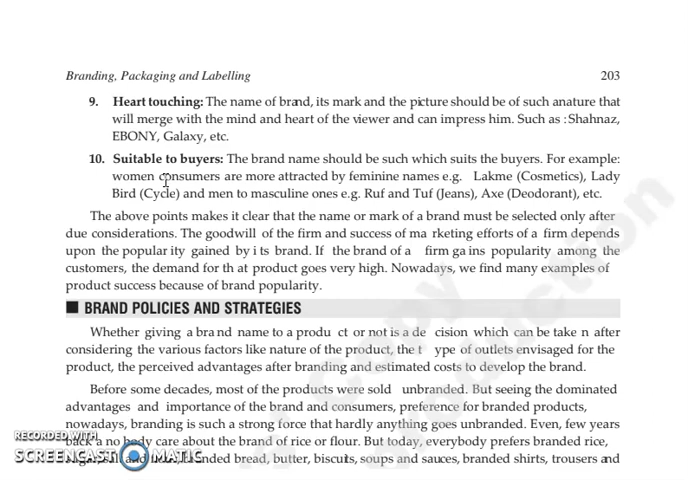 Branding, Packaging and Labelling 203
9. Heart touching: The name of brand, its mark and the picture should be of such anature that
will merge with the mind and heart of the viewer and can impress him. Such as : Shahnaz,
EBONY, Galaxy, etc.
10. Suitable to buyers: The brand name should be such which suits the buyers. For example:
women consumers are more attracted by feminine names e.g. Lakme (Cosmetics), Lady
Bird (Cycle) and men to masculine ones e.g. Ruf and Tuf (Jeans), Axe (Deodorant), etc.
The above points makes it clear that the name or mark of a brand must be selected only after
due considerations. The goodwill of the firm and success of ma rketing efforts of a firm depends
upon the popular ity gained by i ts brand. If the brand of a firm ga ins popularity among the
customers, the demand for th at product goes very high. Nowadays, we find many examples of
product success because of brand popularity.
■ BRAND POLICIES AND STRATEGIES
Whether giving a bra nd name to a produ ct or not is a de cision which can be take n after
considering the various factors like nature of the product, the t ype of outlets envisaged for the
product, the perceived advantages after branding and estimated costs to develop the brand.
Before some decades, most of the products were sold unbranded. But seeing the dominated
advantages and importance of the brand and consumers, preference for branded products,
nowadays, branding is such a strong force that hardly anything goes unbranded. Even, few years
back a no body care about the brand of rice or flour. But today, everybody prefers branded rice,
branded bread, butter, biscuits, soups and sauces, branded shirts, trousers and
RECORDED WITH
SCREENCAST MATIC